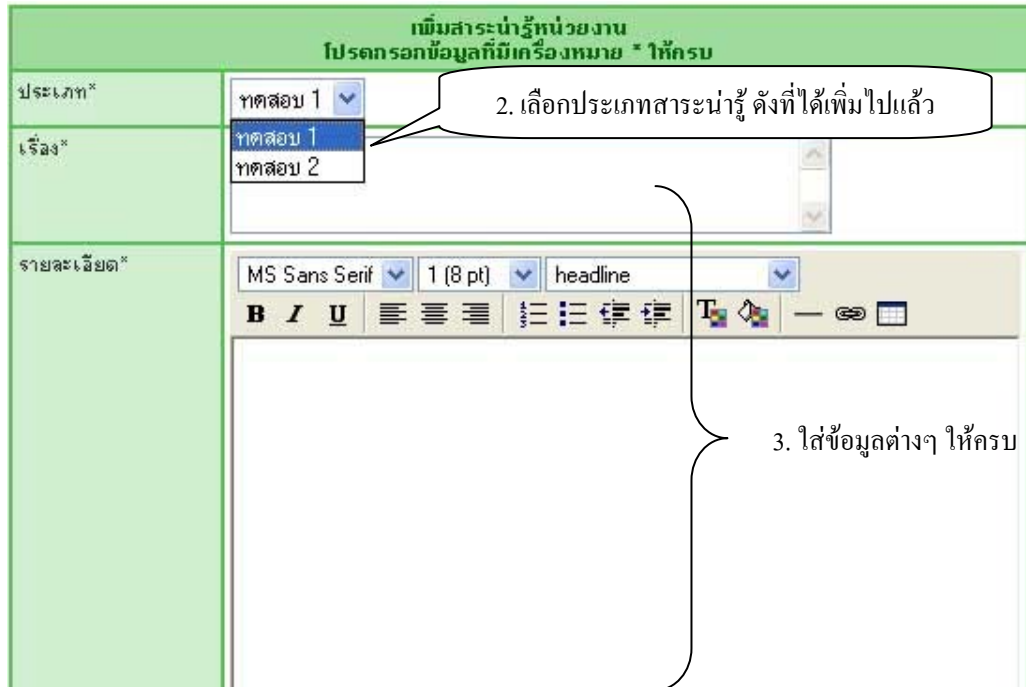 เพิ่มสาระน่ารู้หน่วยงาน
โปรดกรอกข้อมูลที่มีเครื่องหมาย * ให้ครบ
ประเภท*
ทดสอบ 1
2. เลือกประเภทสาระน่ารู้ ดังที่ได้เพิ่มไปแล้ว
ทดสอบ 1
ทดสอบ 2
เรื่อง*
รายละเอียด*
MS Sans Serif 1 (8 pt) headline
B I U
3. ใส่ข้อมูลต่างๆ ให้ครบ